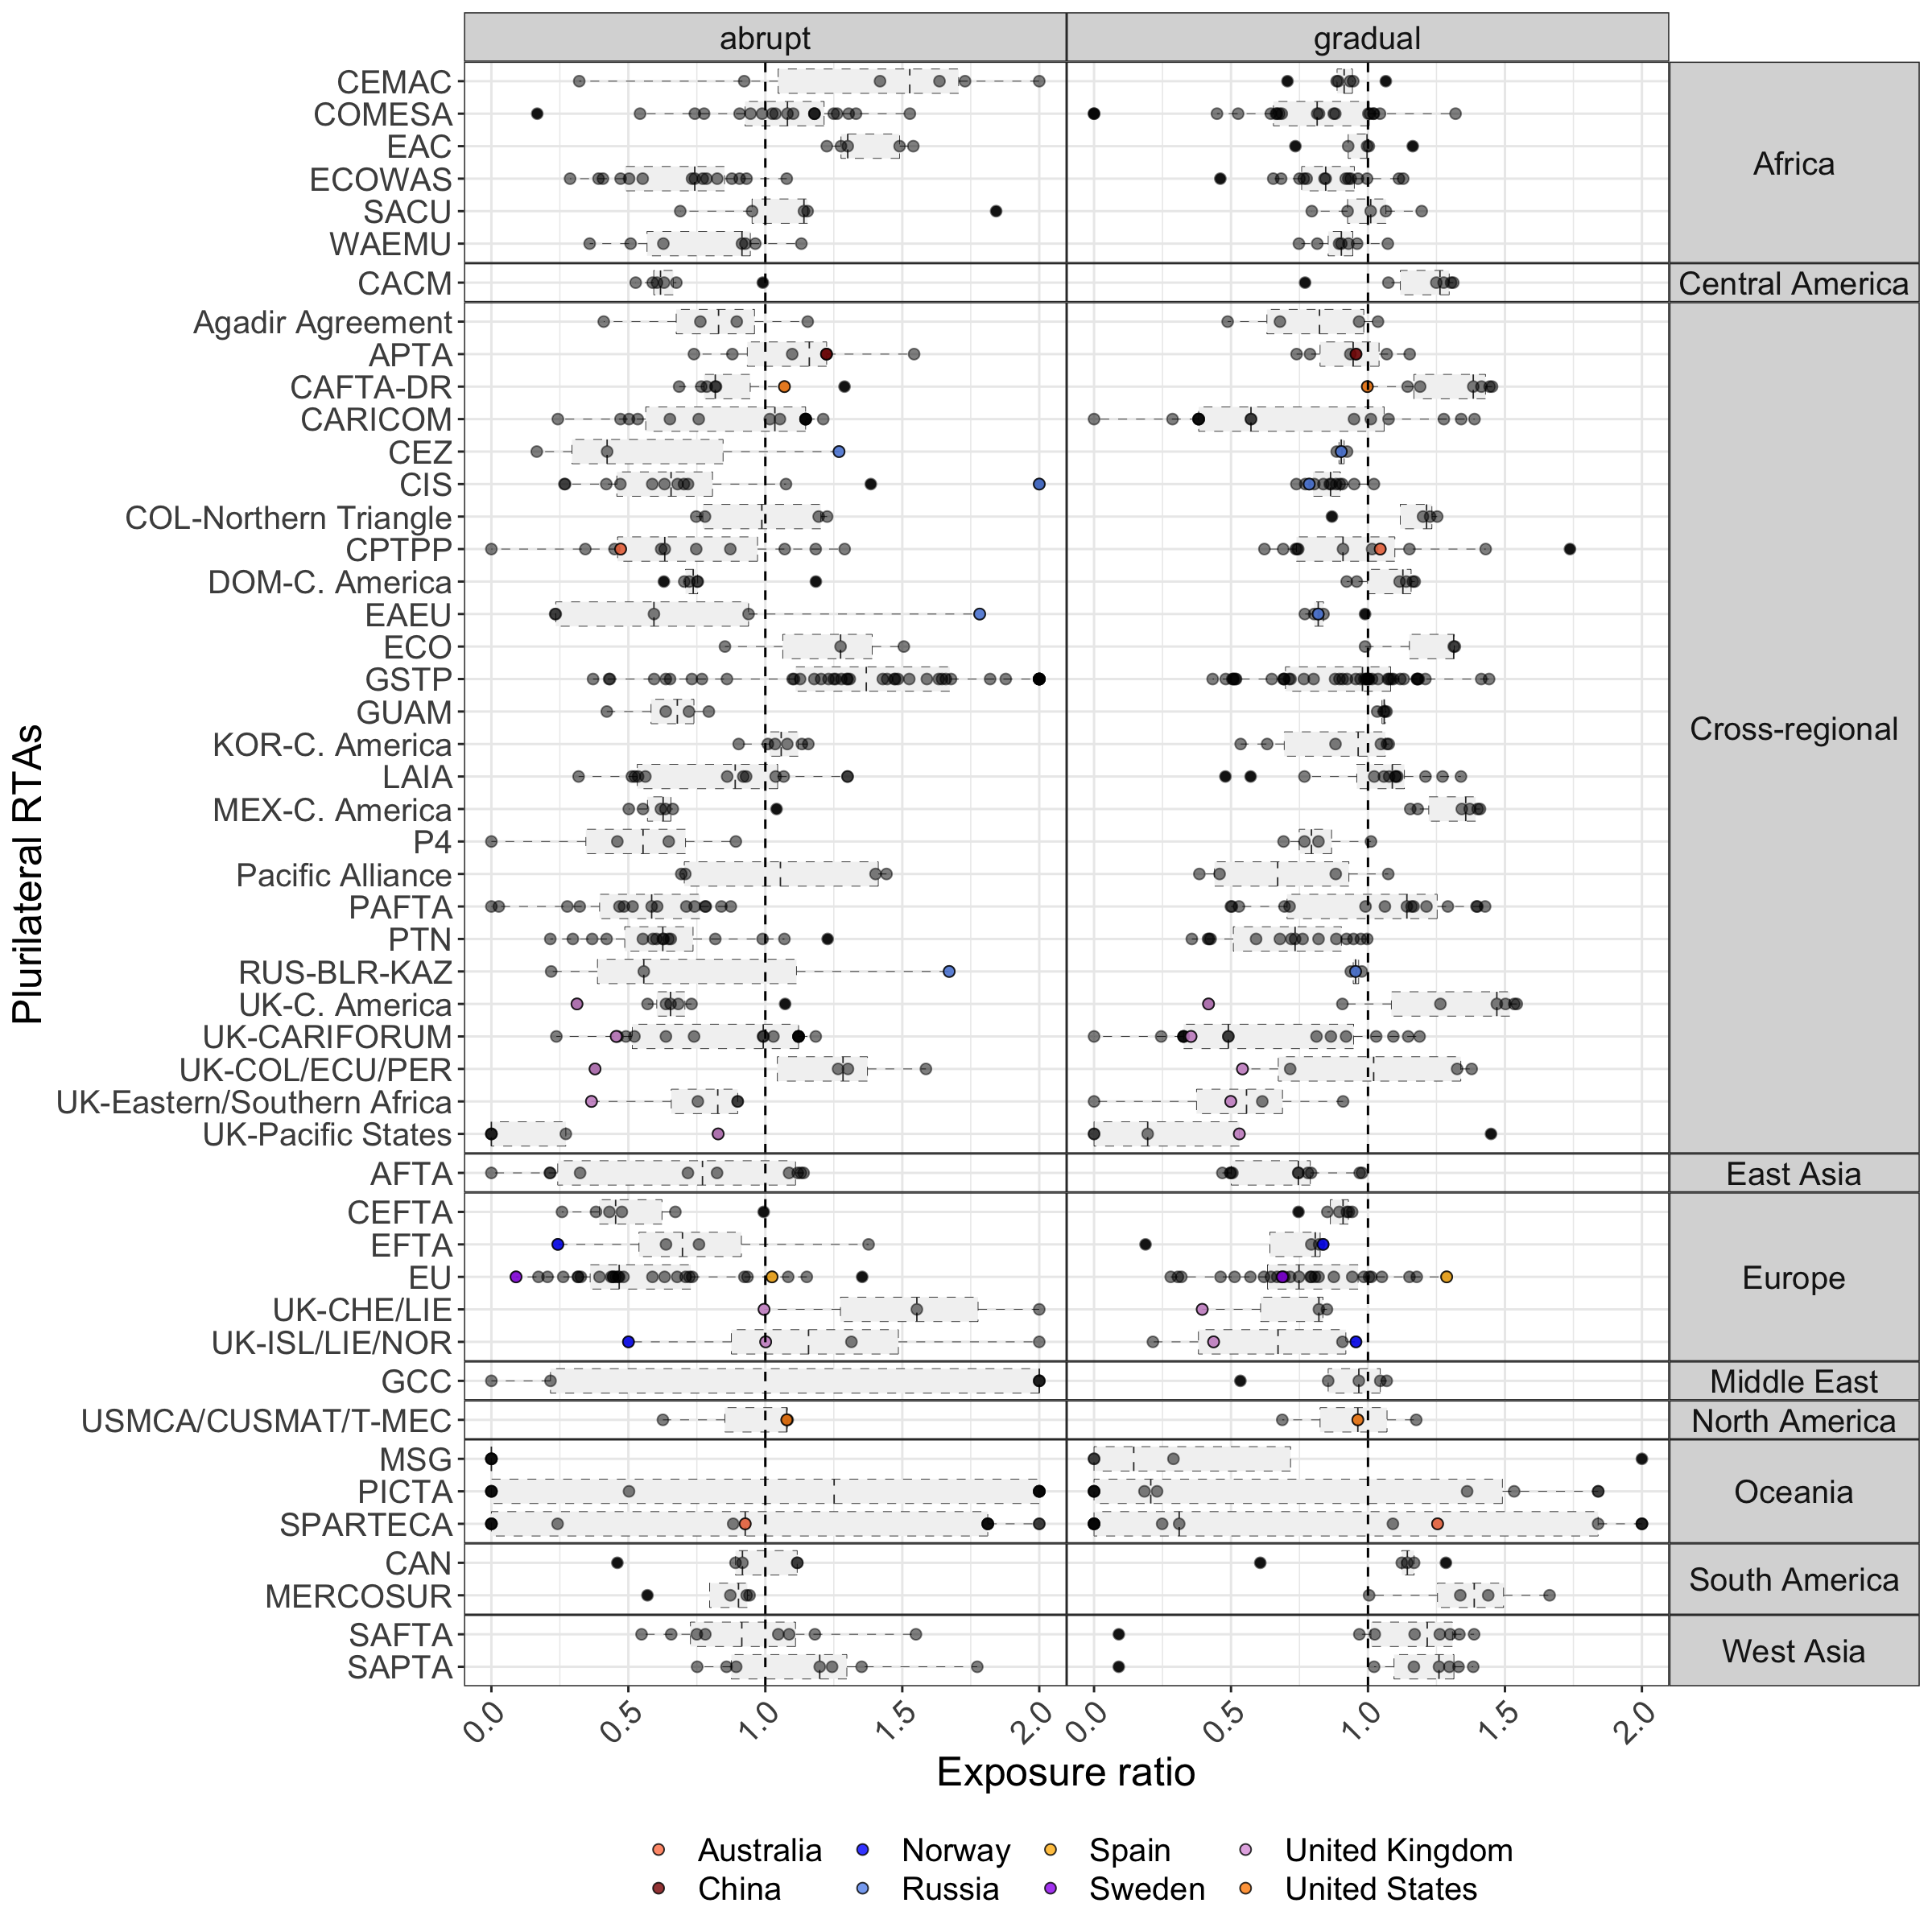 abrupt
gradual
CEMAC
COMESA
EAC
ECOWAS
SACU
WAEMU
Africa
CACM
Central America
Agadir Agreement
APTA
CAFTA-DR
CARICOM
CEZ
CIS
COL-Northern Triangle
CPTPP
DOM-C. America
EAEU
ECO
GSTP
GUAM
KOR-C. America
LAIA
MEX-C. America
P4
Pacific Alliance
PAFTA
PTN
RUS-BLR-KAZ
UK-C. America
UK-CARIFORUM
UK-COL/ECU/PER
UK-Eastern/Southern Africa
UK-Pacific States
Cross-regional
AFTA
East Asia
CEFTA
EFTA
EU
UK-CHE/LIE
UK-ISL/LIE/NOR
Europe
GCC
Middle East
USMCA/CUSMAT/T-MEC
North America
MSG
PICTA
SPARTECA
Oceania
CAN
MERCOSUR
South America
SAFTA
SAPTA
West Asia
Plurilateral RTAs
0.0 0.5 1.0 1.5 2.0 0.0 0.5 1.0 1.5 2.0
Exposure ratio
Australia Norway Spain United Kingdom
China Russia Sweden United States